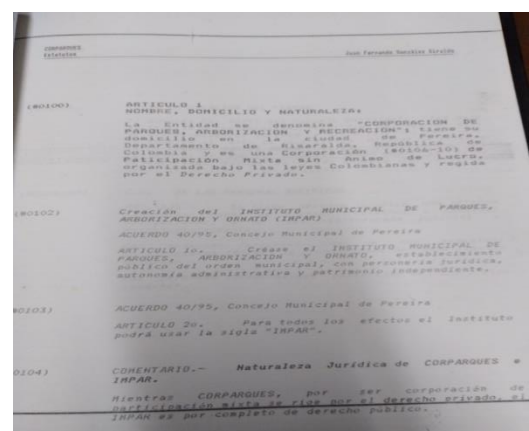 CORPARQUES
Estatutos
Juan Fernando González Giraldo
(#0100)
ARTICULO 1
NOMBRE, DOMICILIO Y NATURALEZA:
La Entidad se denomina "CORPORACION DE
PARQUES, ARBORIZACION Y RECREACION"; tiene su
domicilio en la ciudad de Pereira,
Departamento de Risaralda, República de
Colombia y es una Corporación (#0106-10) de
Paticipación Mixta sin Animo de Lucro,
organizada bajo las leyes Colombianas y regida
por el Derecho Privado.
(#0102)
Creación del INSTITUTO MUNICIPAL DE PARQUES,
ARBORIZACION Y ORNATO (IMPAR)
ACUERDO 40/95, Concejo Municipal de Pereira
ARTICULO 1o. Créase el INSTITUTO MUNICIPAL DE
PARQUES, ARBORIZACION Y ORNATO, establecimiento
público del orden municipal, con personería jurídica,
autonomía administrativa y patrimonio independiente.
#0103)
ACUERDO 40/95, Concejo Municipal de Pereira
ARTICULO 2o. Para todos los efectos el Instituto
podrá usar la sigla "IMPAR".
0104)
COMENTARIO.- Naturaleza Jurídica de CORPARQUES e
IMPAR.
Mientras CORPARQUES, por ser corporación de
participación mixta se rige por el derecho privado, el
IMPAR es por completo de derecho público.